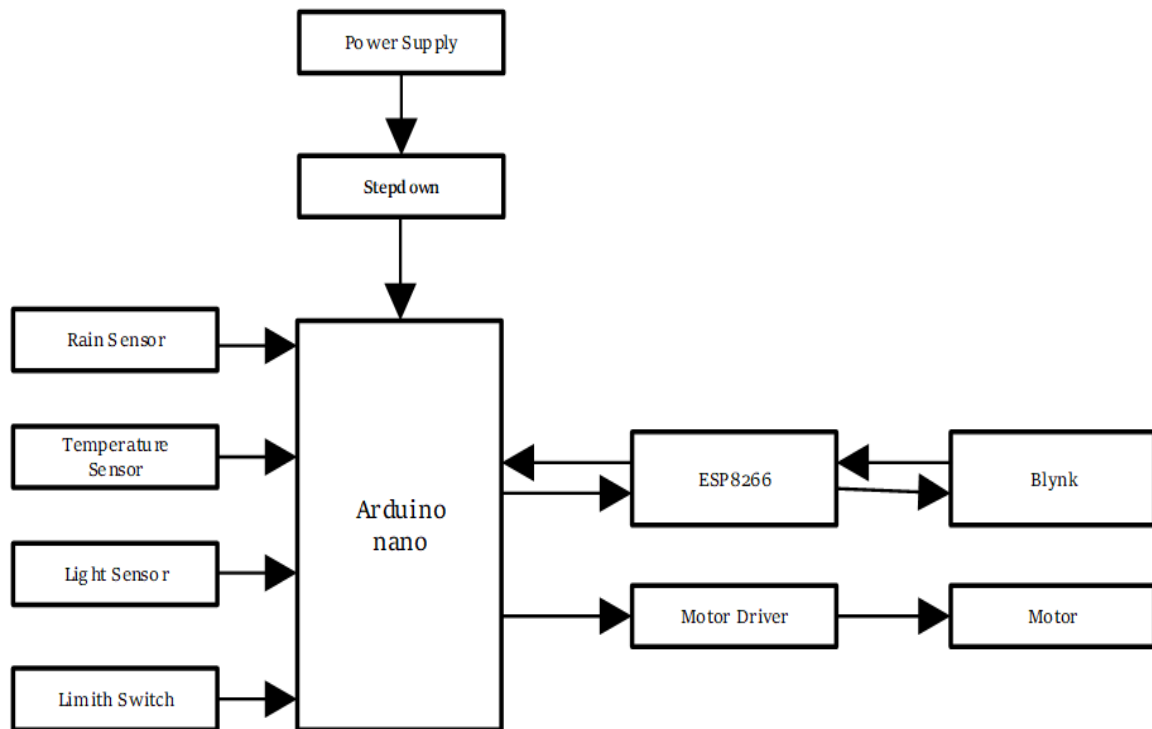 Power Supply
Stepdown
Rain Sensor
Temperature
Sensor
Light Sensor
Limith Switch
Arduino
nano
ESP8266
Blynk
Motor Driver
Motor